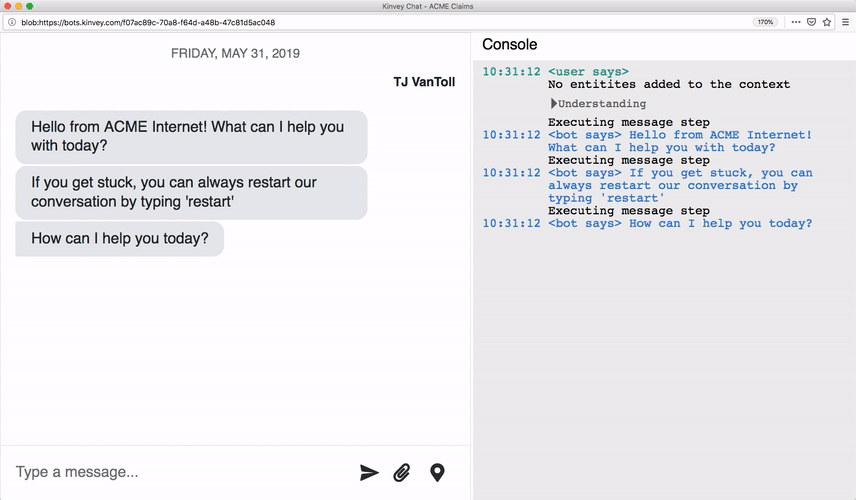 Kinvey Chat - ACME Claims
blob:https://bots.kinvey.com/f07ac89c-70a8-f64d-a48b-47c81d5ac048
170%
FRIDAY, MAY 31, 2019
TJ VanToll
Hello from ACME Internet! What can I help you
with today?
If you get stuck, you can always restart our
conversation by typing 'restart'
How can I help you today?
Type a message...
Console
10:31:12 <user says>
No entitites added to the context
Understanding
Executing message step
10:31:12 <bot says> Hello from ACME Internet!
What can I help you with today?
Executing message step
10:31:12 <bot says> If you get stuck, you can
always restart our conversation by
typing 'restart'
Executing message step
10:31:12 <bot says> How can I help you today?